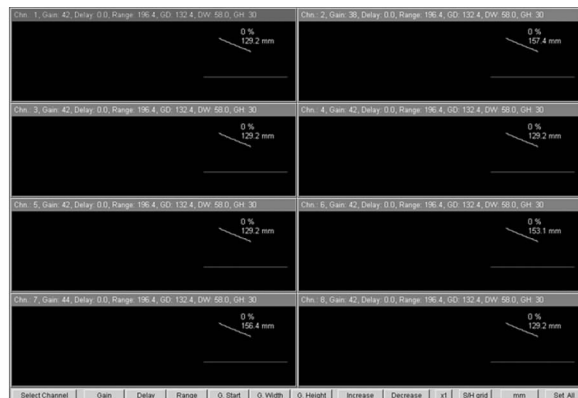 Chn.: 1, Gain: 42, Delay: 0.0, Range: 196.4, GD: 132.4, DW: 58.0, GH: 30
0 %
129.2 mm
Chn.: 2, Gain: 38, Delay: 0.0, Range: 196.4, GD: 132.4, DW: 58.0, GH: 30
0 %
157.4 mm
Chn.: 3, Gain: 42, Delay: 0.0, Range: 196.4, GD: 132.4, DW: 58.0, GH: 30
0 %
129.2 mm
Chn.: 4, Gain: 42, Delay: 0.0, Range: 196.4, GD: 132.4, DW: 58.0, GH: 30
0 %
129.2 mm
Chn.: 5, Gain: 42, Delay: 0.0, Range: 196.4, GD: 132.4, DW: 58.0, GH: 30
0 %
129.2 mm
Chn.: 6, Gain: 42, Delay: 0.0, Range: 196.4, GD: 132.4, DW: 58.0, GH: 30
0 %
153.1 mm
Chn.: 7, Gain: 44, Delay: 0.0, Range: 196.4, GD: 132.4, DW: 58.0, GH: 30
0 %
156.4 mm
Chn.: 8, Gain: 42, Delay: 0.0, Range: 196.4, GD: 132.4, DW: 58.0, GH: 30
0 %
129.2 mm
Select Channel Gain Delay Range G. Start G. Width G. Height Increase Decrease x1 S/H grid mm Set All